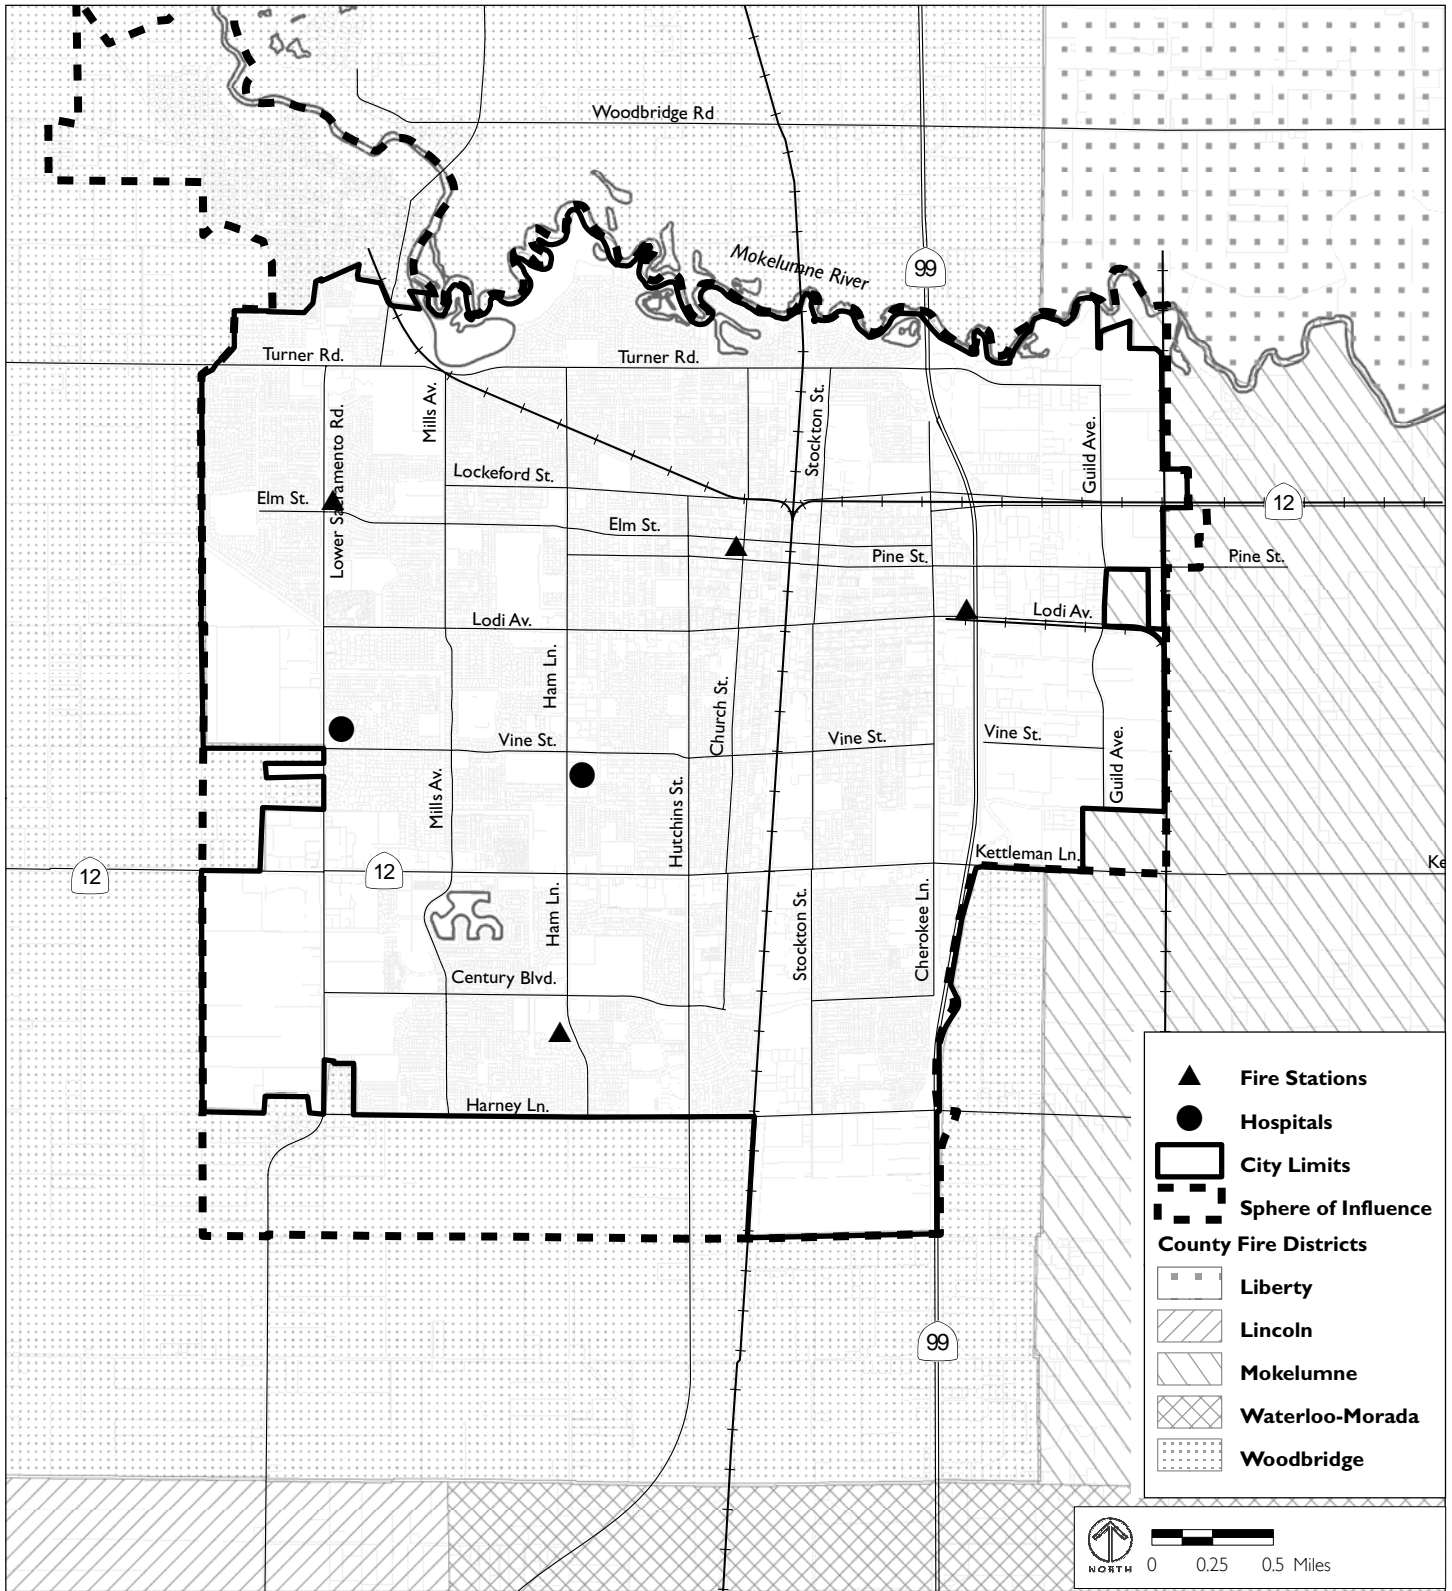 Woodbridge Rd
Mokelumne River
99
Turner Rd.
Turner Rd.
Mills Av.
Lower Sacramento Rd.
Stockton St.
Guild Ave.
Lockeford St.
Elm St.
Elm St.
12
Pine St.
Pine St.
Lodi Av.
Lodi Av.
Ham Ln.
Church St.
Vine St.
Vine St.
Vine St.
Guild Ave.
Mills Av.
Hutchins St.
Kettleman Ln.
Ke
12
12
Ham Ln.
Stockton St.
Cherokee Ln.
Century Blvd.
Harney Ln.
99
Fire Stations
Hospitals
City Limits
Sphere of Influence
County Fire Districts
Liberty
Lincoln
Mokelumne
Waterloo-Morada
Woodbridge
NORTH
0 0.25 0.5 Miles